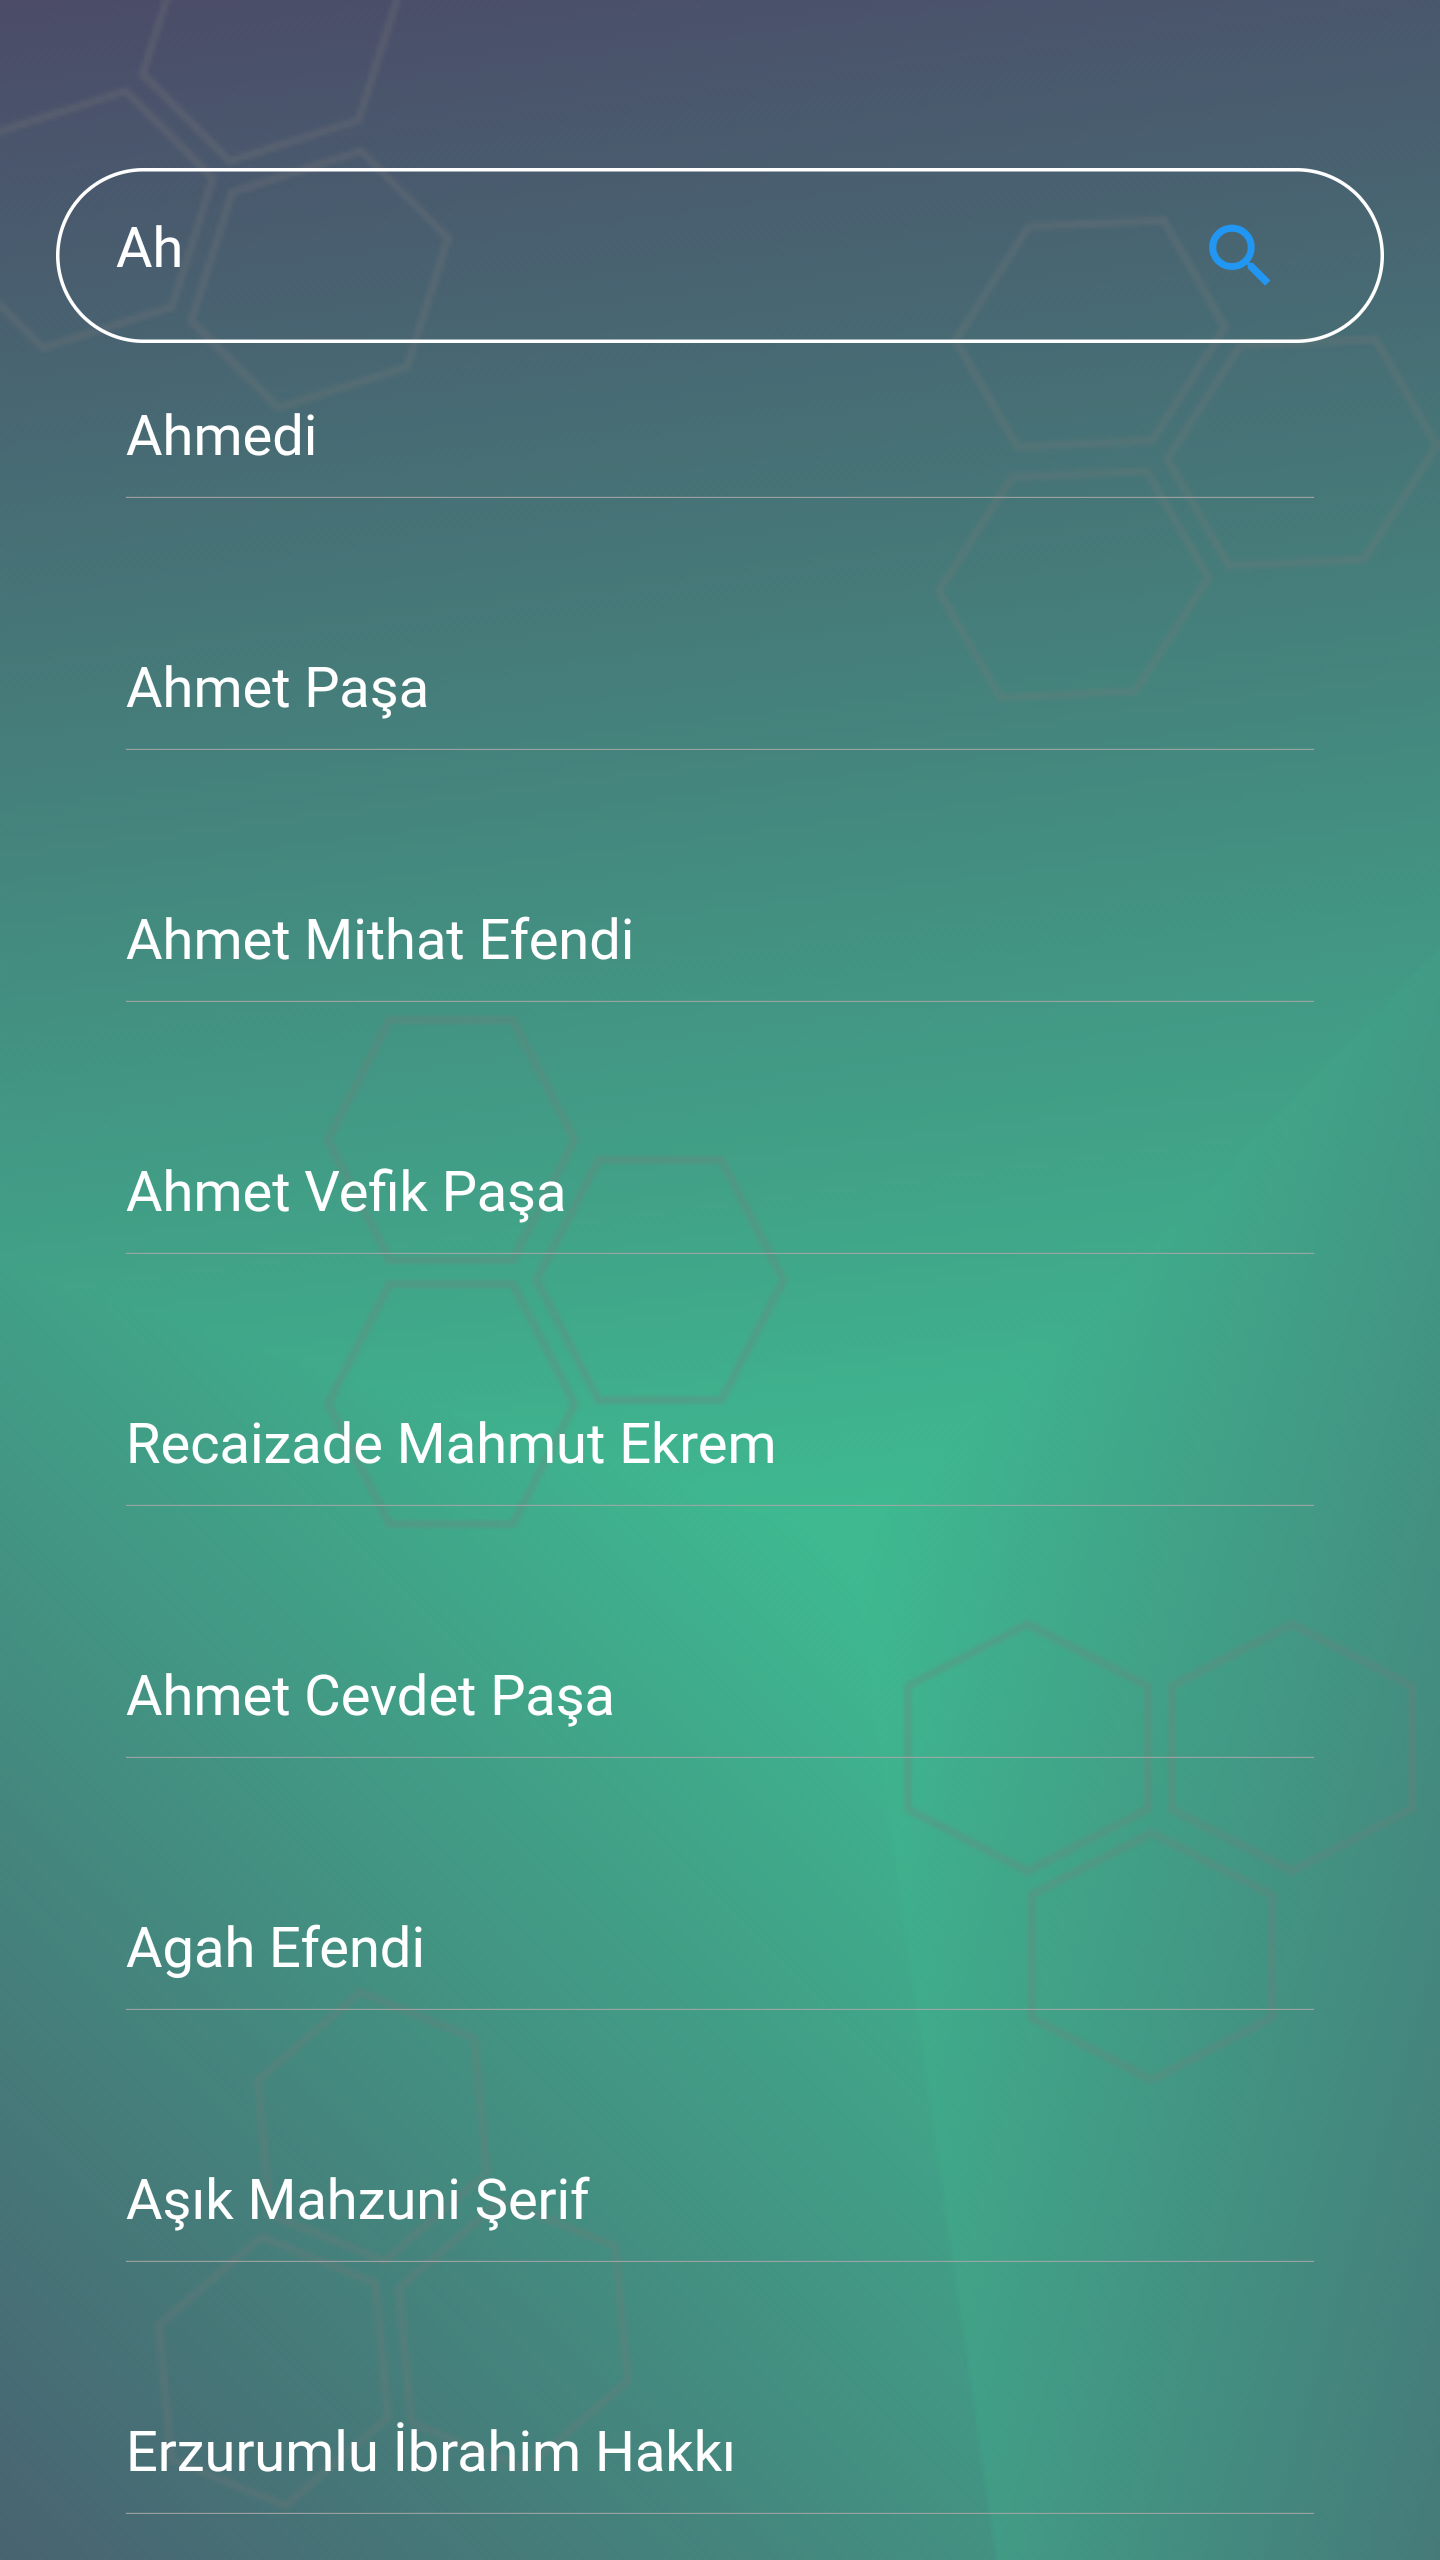 Ah
Ahmedi
Ahmet Paşa
Ahmet Mithat Efendi
Ahmet Vefik Paşa
Recaizade Mahmut Ekrem
Ahmet Cevdet Paşa
Agah Efendi
Aşık Mahzuni Şerif
Erzurumlu İbrahim Hakkı